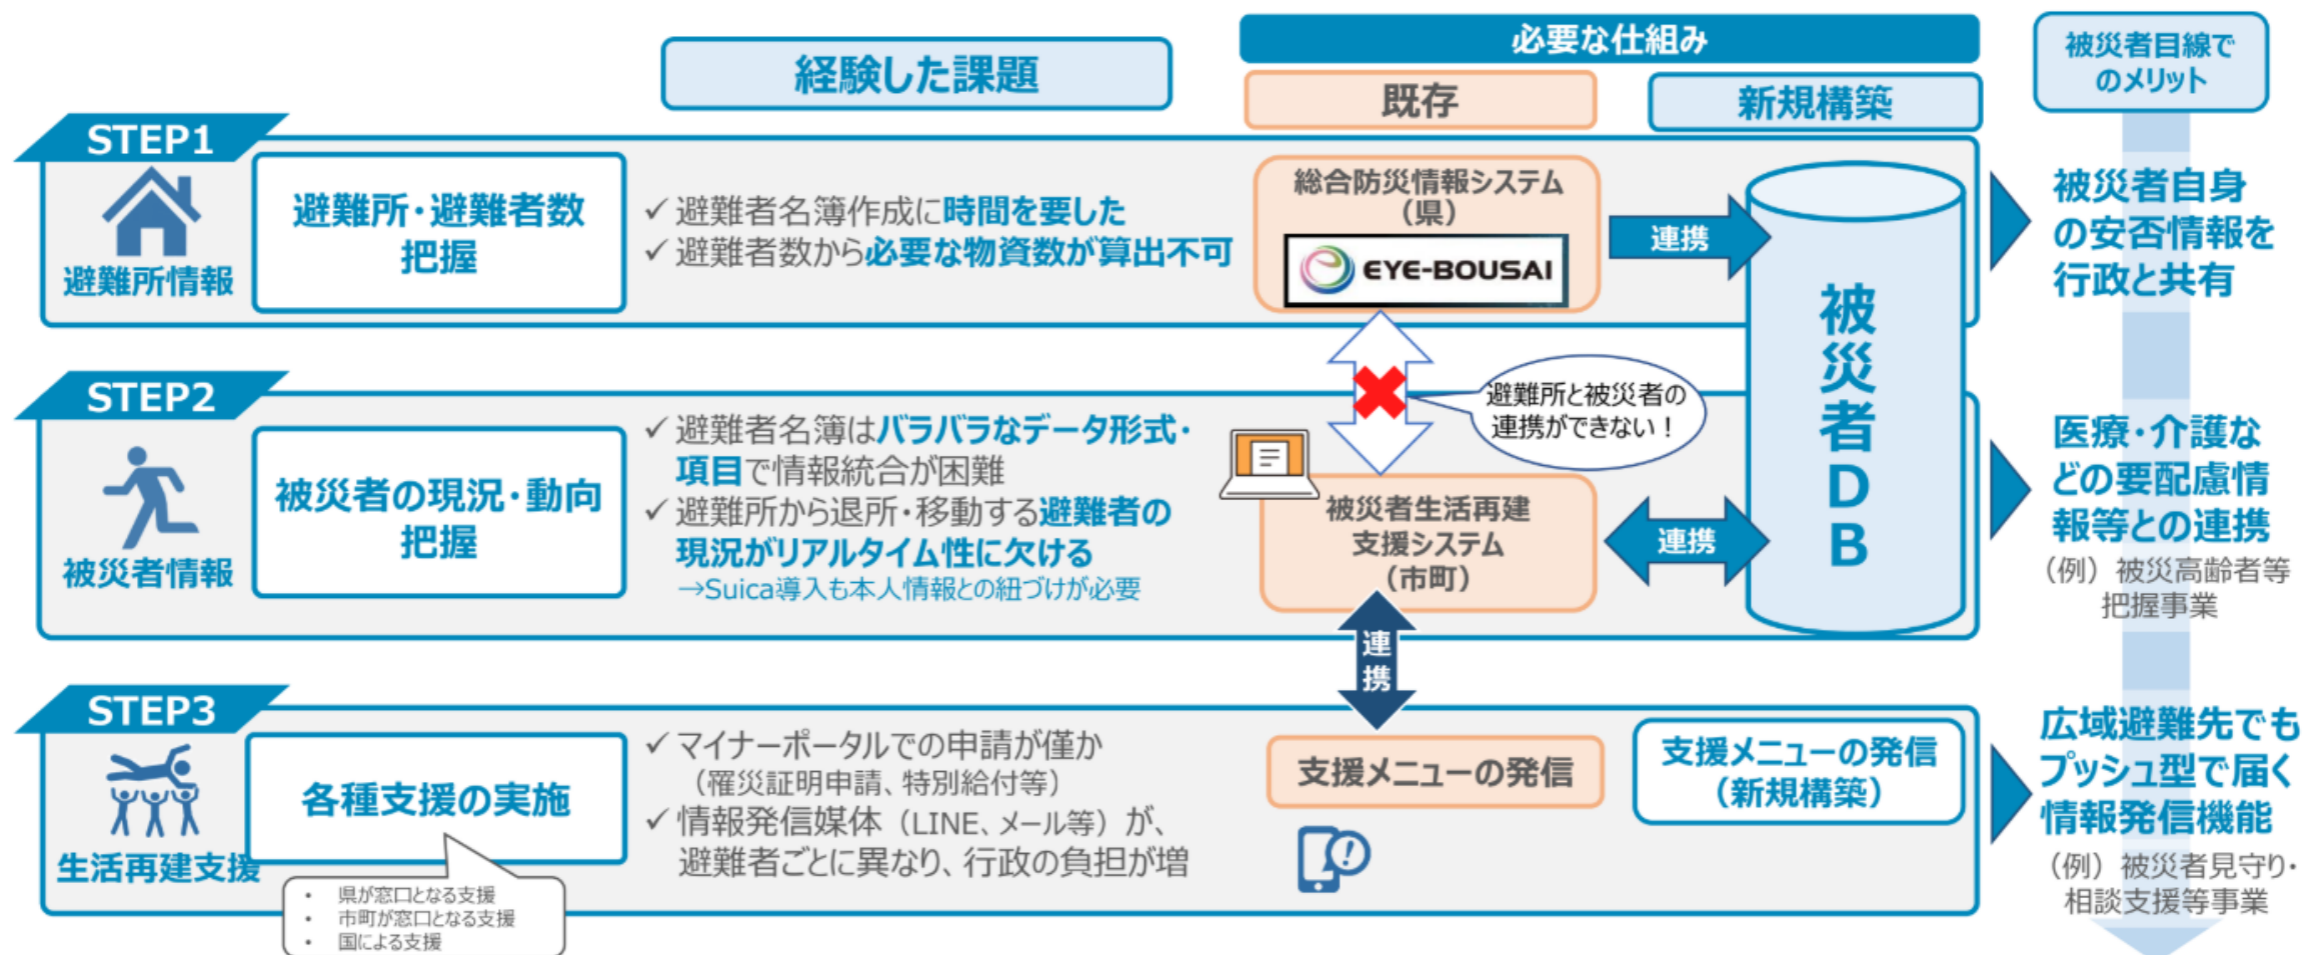 経験した課題
必要な仕組み
既存
新規構築
被災者目線で
のメリット
STEP1
避難所情報
避難所・避難者数
把握
✓ 避難者名簿作成に時間を要した
✓ 避難者数から必要な物資数が算出不可
総合防災情報システム
（県）
EYE-BOUSAI
連携
被災者DB
被災者自身
の安否情報を
行政と共有
STEP2
被災者情報
被災者の現況・動向
把握
✓ 避難者名簿はバラバラなデータ形式・
項目で情報統合が困難
✓ 避難所から退所・移動する避難者の
現況がリアルタイム性に欠ける
→Suica導入も本人情報との紐づけが必要
避難所と被災者の
連携ができない！
被災者生活再建
支援システム
（市町）
連携
医療・介護な
どの要配慮情
報等との連携
（例）被災高齢者等
把握事業
連携
STEP3
生活再建支援
各種支援の実施
• 県が窓口となる支援
• 市町が窓口となる支援
• 国による支援
✓ マイナーポータルでの申請が僅か
（罹災証明申請、特別給付等）
✓ 情報発信媒体（LINE、メール等）が、
避難者ごとに異なり、行政の負担が増
支援メニューの発信
支援メニューの発信
（新規構築）
広域避難先でも
プッシュ型で届く
情報発信機能
（例）被災者見守り・
相談支援等事業